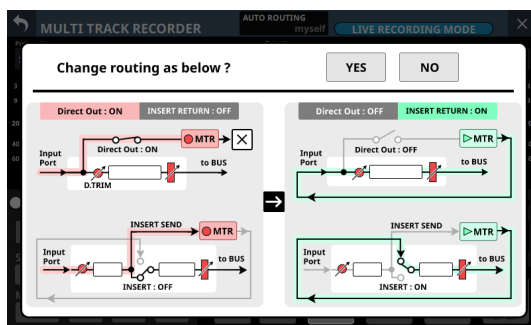 MULTI TRACK RECORDER
AUTO ROUTING
myself
LIVE RECORDING MODE
Change routing as below ?
YES
NO
Direct Out : ON
INSERT RETURN : OFF
MTR
Direct Out : ON
Input
Port
to BUS
D.TRIM
INSERT SEND
MTR
Input
Port
to BUS
INSERT : OFF
Direct Out : OFF
INSERT RETURN : ON
MTR
Direct Out : OFF
Input
Port
to BUS
INSERT SEND
MTR
Input
Port
to BUS
INSERT : ON